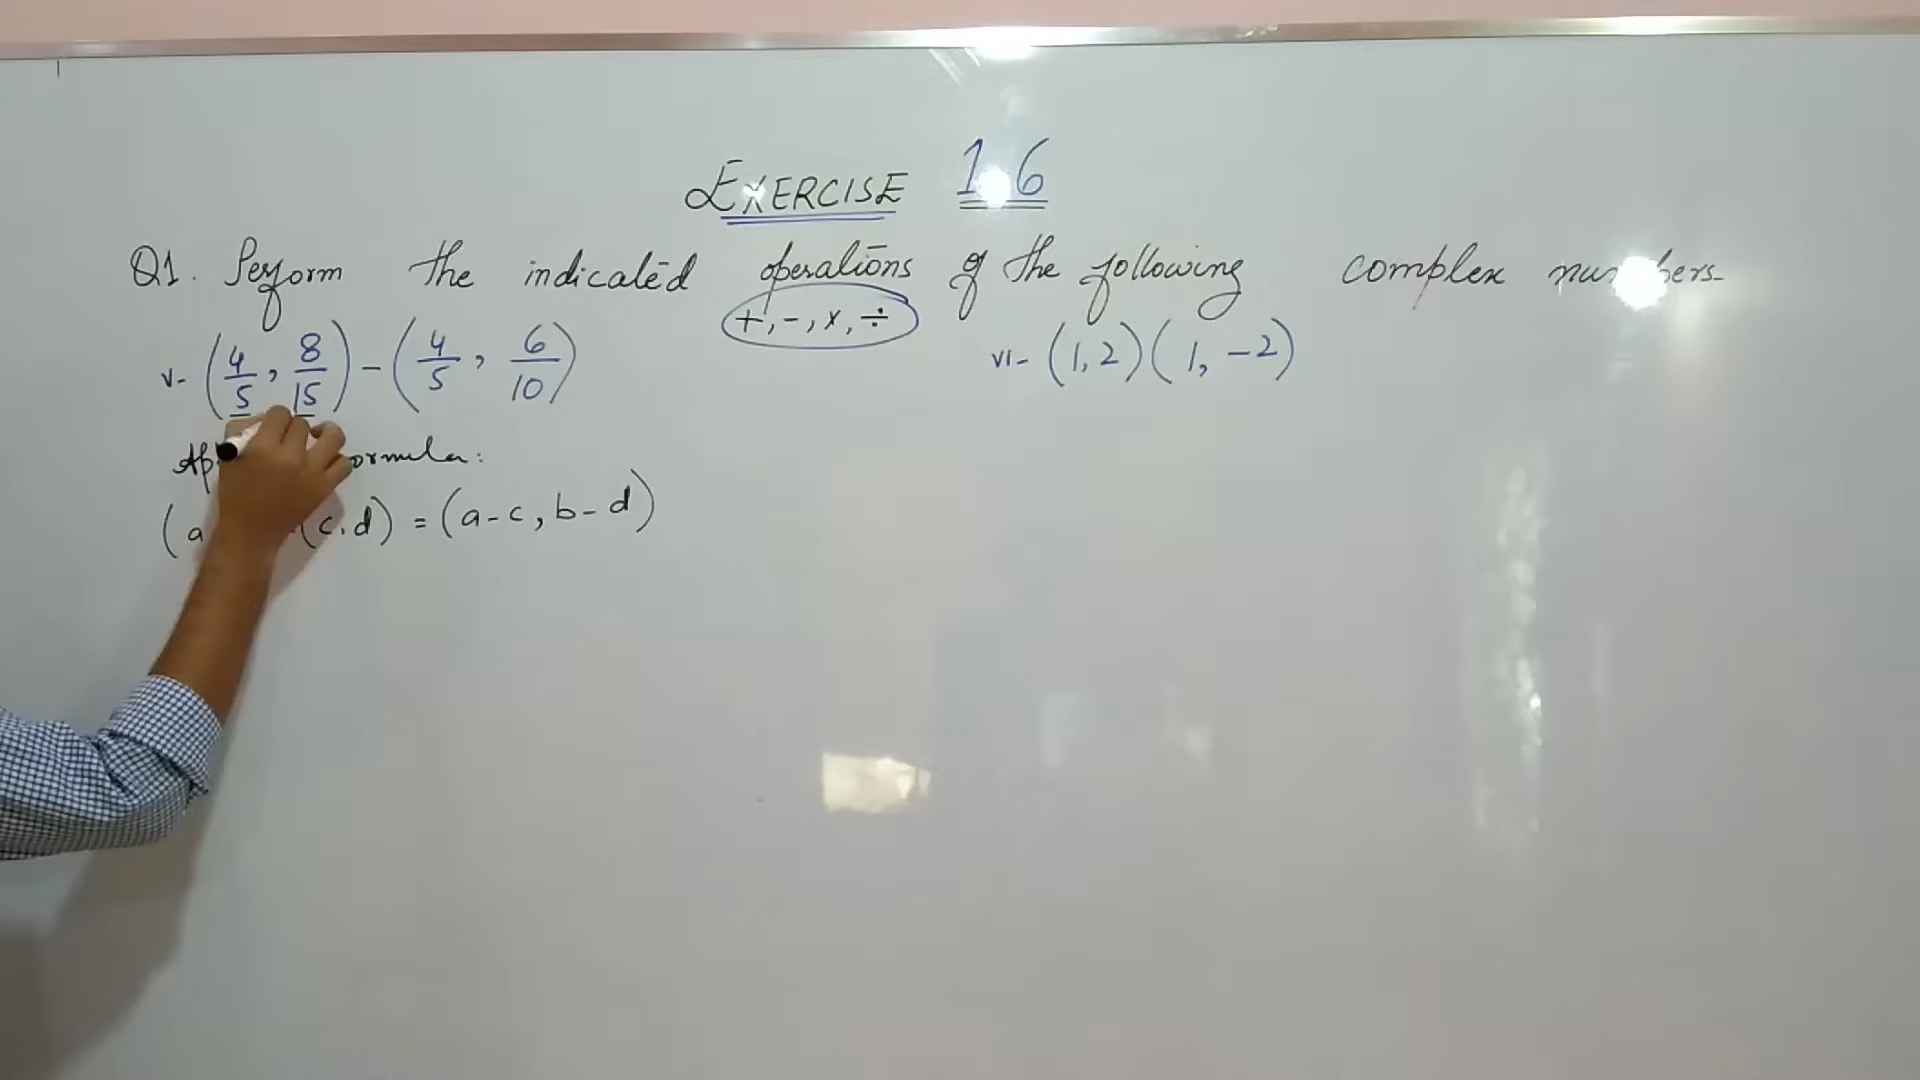 EXERCISE 1.6
Q1. Perform the indicated operations of the following complex numbers.
+, -, x, ÷
v- (4/5, 8/15) - (4/5, 6/10)
vi- (1, 2)(1, -2)
(a (c.d) = (a-c, b-d)